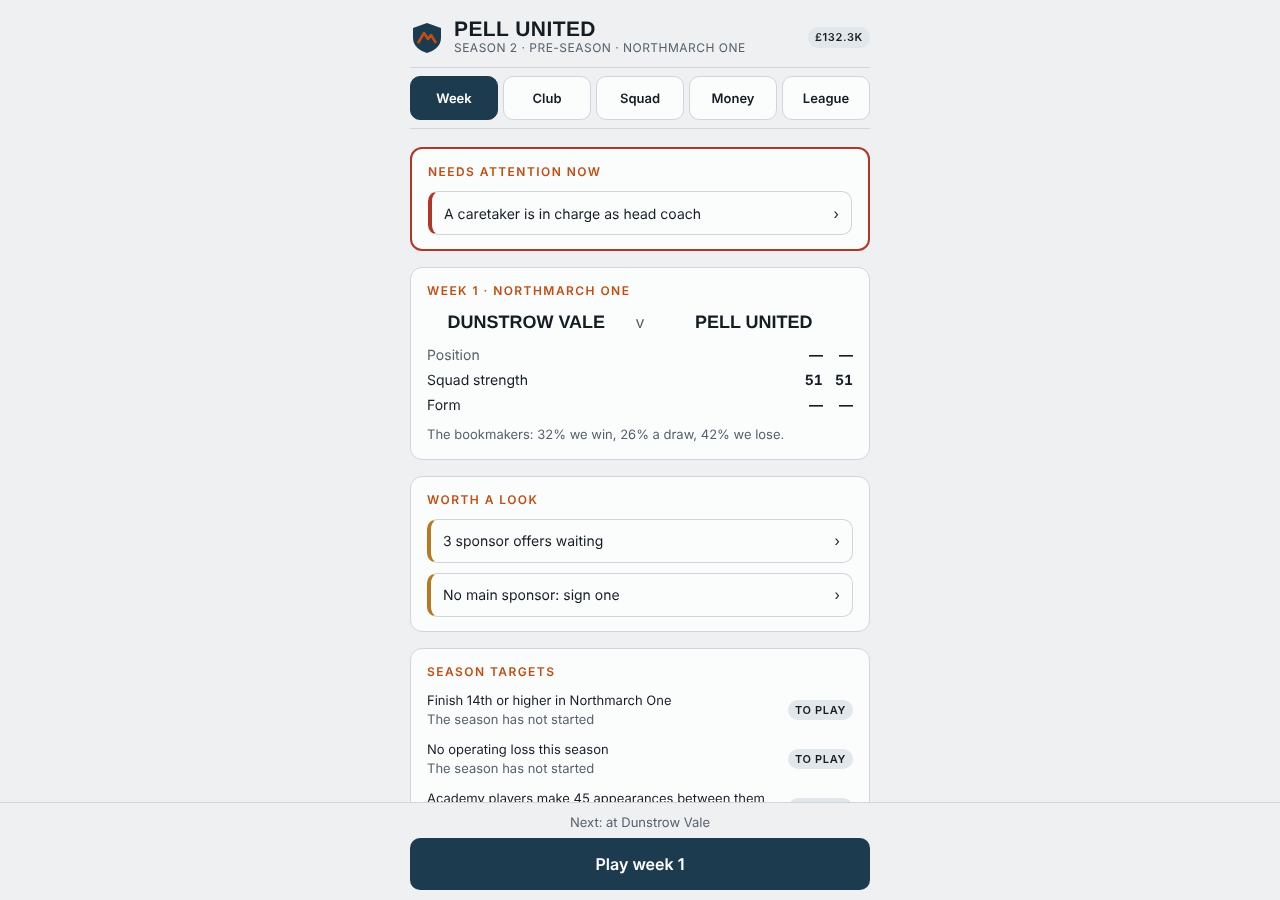 PELL UNITED
SEASON 2 · PRE-SEASON · NORTHMARCH ONE
£132.3K
Week
Club
Squad
Money
League
NEEDS ATTENTION NOW
A caretaker is in charge as head coach ›
WEEK 1 · NORTHMARCH ONE
DUNSTROW VALE v PELL UNITED
Position — —
Squad strength 51 51
Form — —
The bookmakers: 32% we win, 26% a draw, 42% we lose.
WORTH A LOOK
3 sponsor offers waiting ›
No main sponsor: sign one ›
SEASON TARGETS
Finish 14th or higher in Northmarch One
The season has not started
TO PLAY
No operating loss this season
The season has not started
TO PLAY
Academy players make 45 appearances between them
Next: at Dunstrow Vale
Play week 1